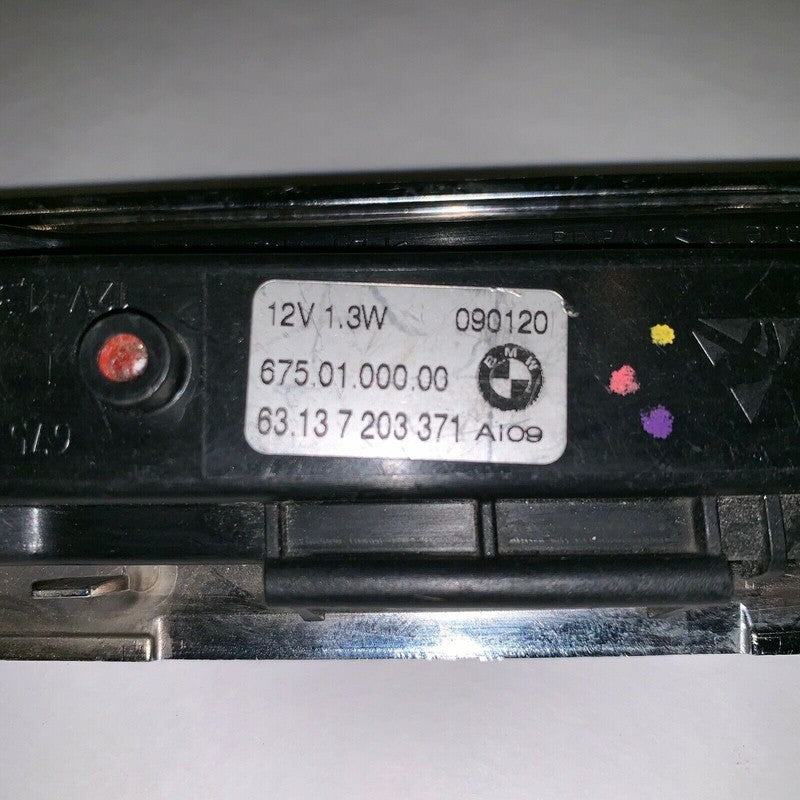 12V 1.3W 090120
675.01.000.00
BMW
63.13 7 203 371 AI09